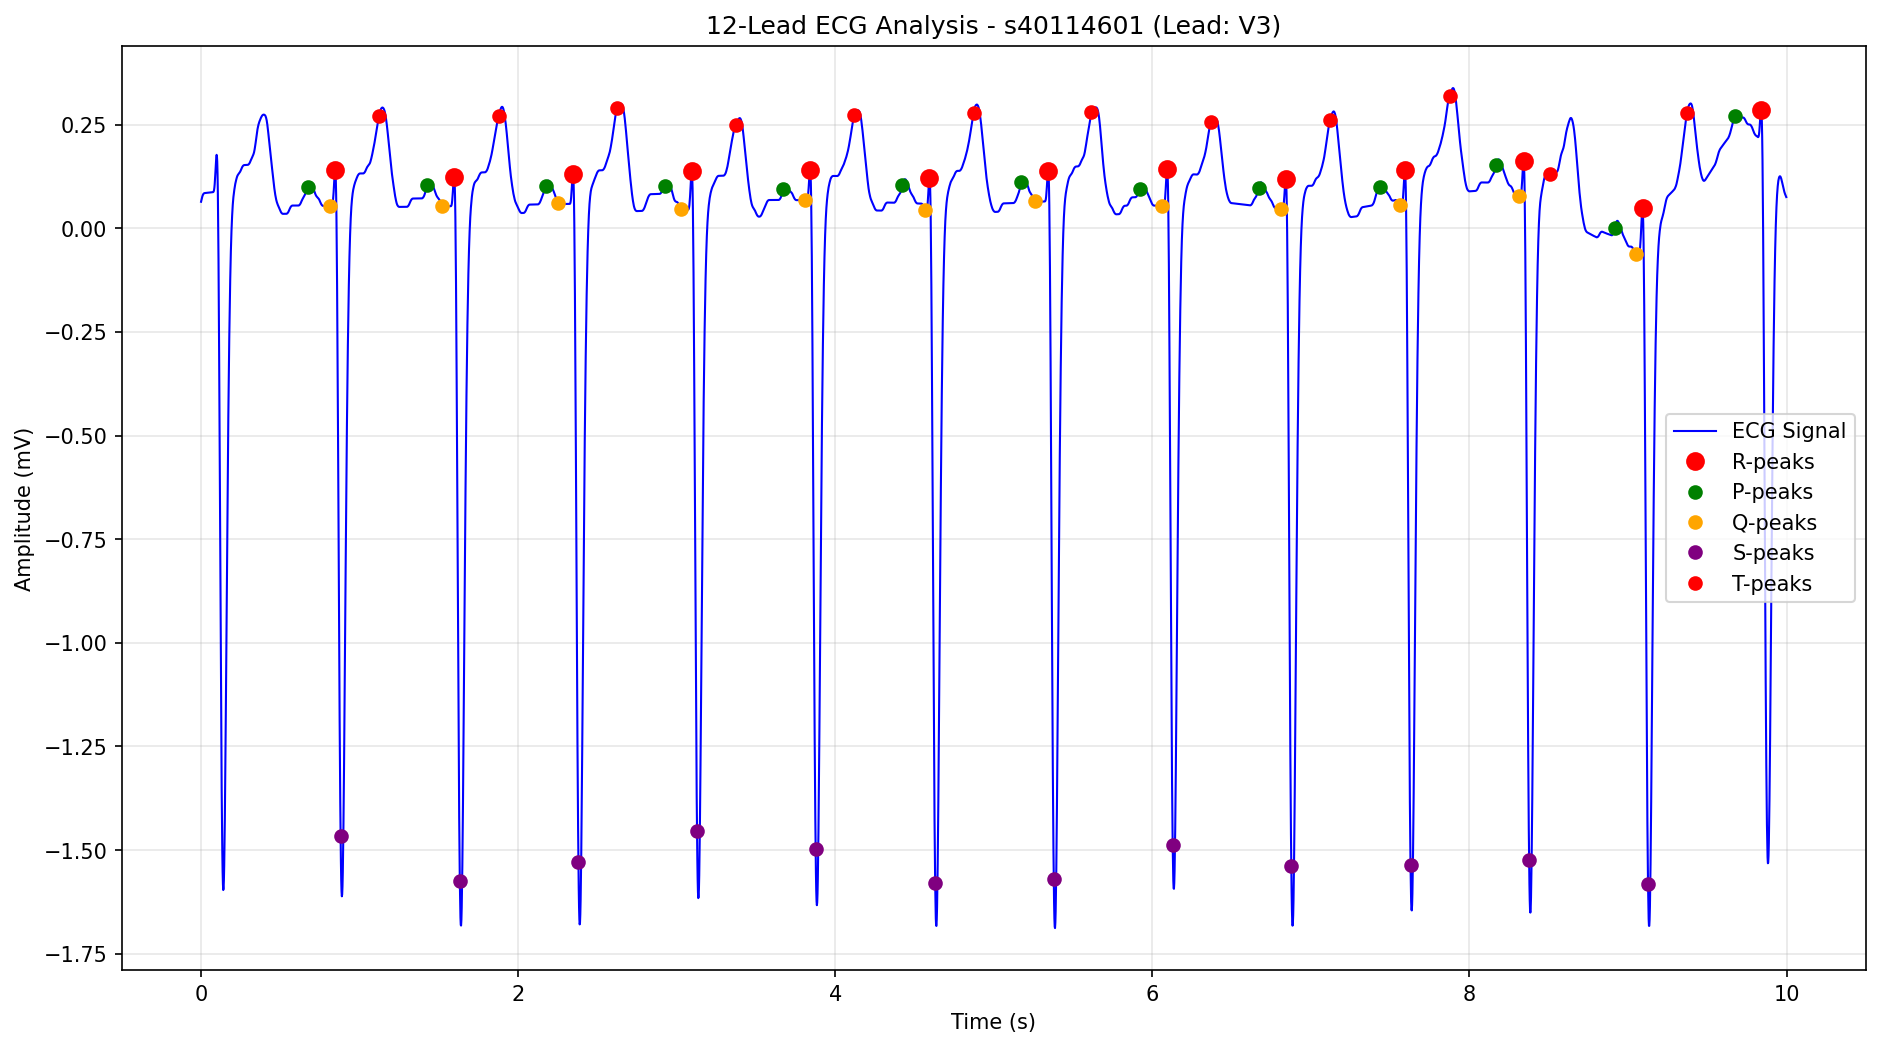 12-Lead ECG Analysis - s40114601 (Lead: V3)
0.25
0.00
−0.25
−0.50
−0.75
−1.00
−1.25
−1.50
−1.75
Amplitude (mV)
ECG Signal
R-peaks
P-peaks
Q-peaks
S-peaks
T-peaks
0 2 4 6 8 10
Time (s)